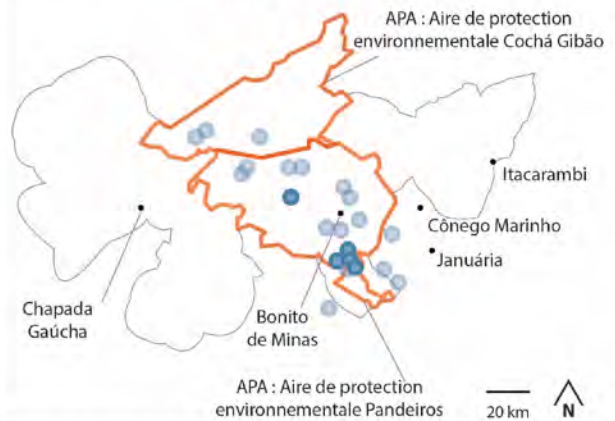 APA : Aire de protection
environnementale Cochá Gibão
Itacarambi
Cônego Marinho
Januária
Chapada
Gaúcha
Bonito
de Minas
APA : Aire de protection
environnementale Pandeiros
20 km
N